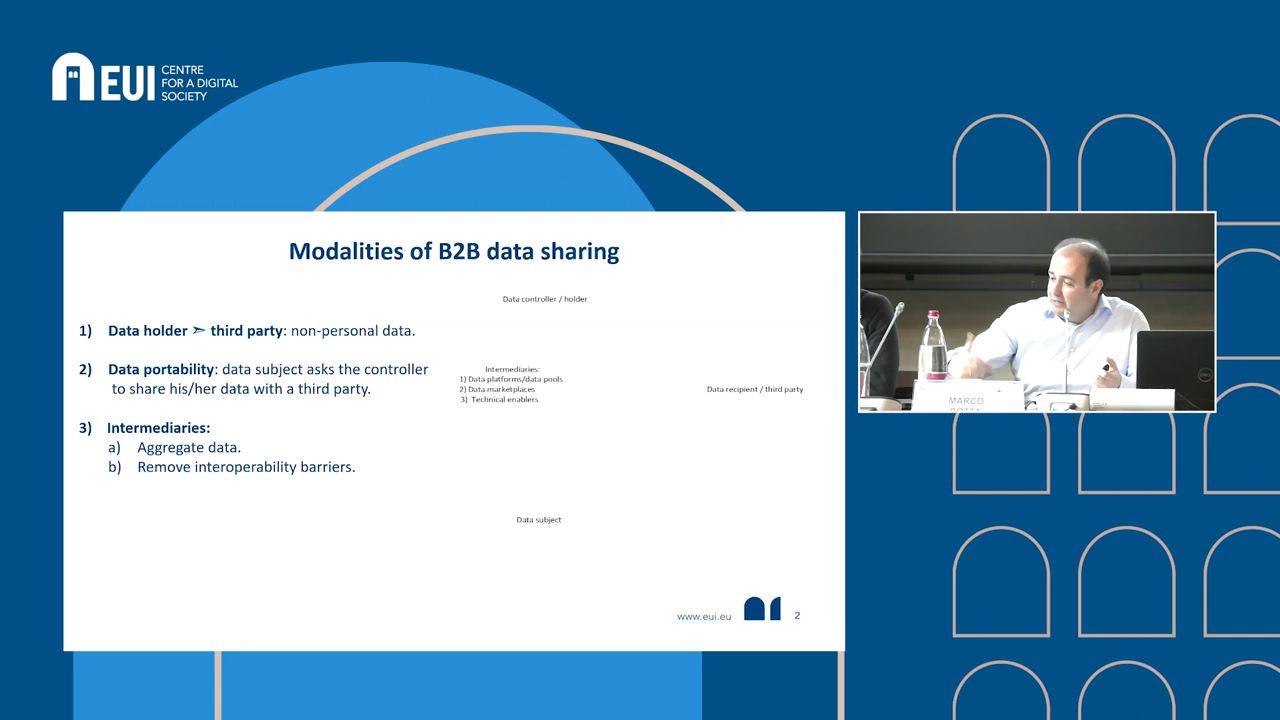 EUI
CENTRE
FOR A DIGITAL
SOCIETY
Modalities of B2B data sharing
1) Data holder ➣ third party: non-personal data.
2) Data portability: data subject asks the controller
to share his/her data with a third party.
3) Intermediaries:
a) Aggregate data.
b) Remove interoperability barriers.
Data controller / holder
Intermediaries:
1) Data platforms/data pools
2) Data marketplaces
3) Technical enablers
Data recipient / third party
Data subject
www.eui.eu
2
MARCO